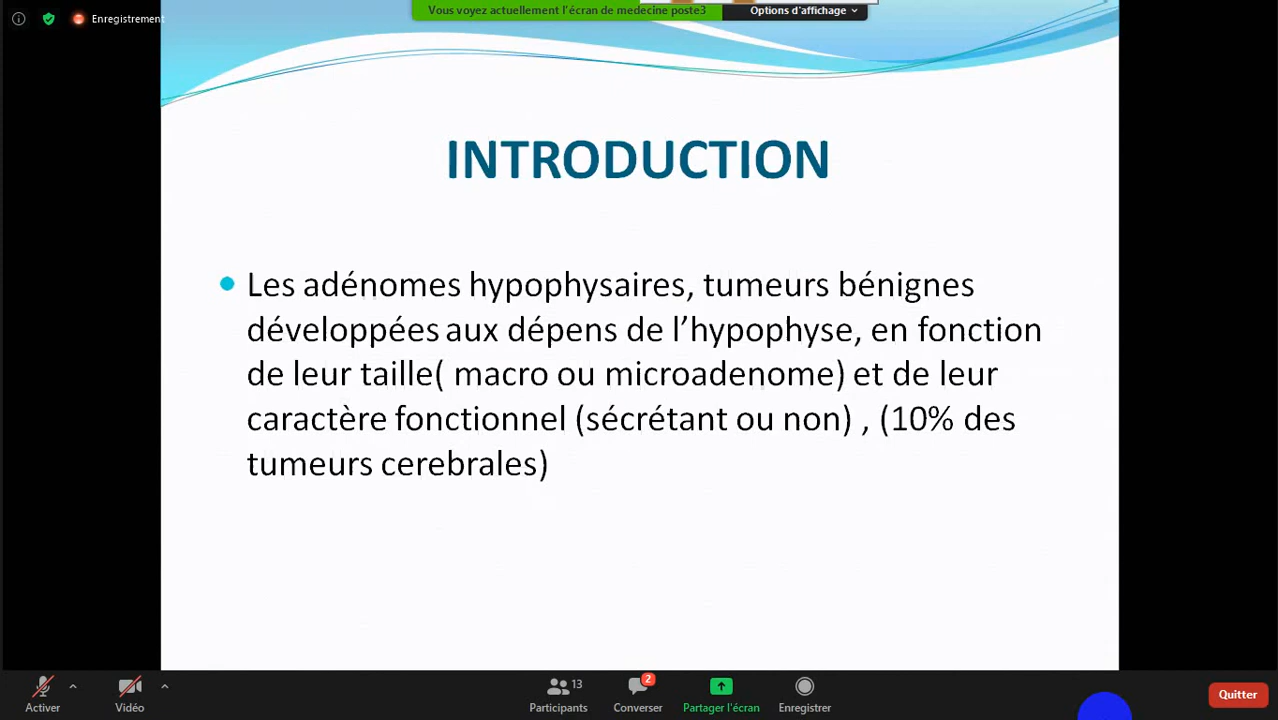 Enregistrement
Vous voyez actuellement l'écran de medecine poste3
Options d'affichage
INTRODUCTION
Les adénomes hypophysaires, tumeurs bénignes
développées aux dépens de l’hypophyse, en fonction
de leur taille( macro ou microadenome) et de leur
caractère fonctionnel (sécrétant ou non) , (10% des
tumeurs cerebrales)
Activer
Vidéo
13
Participants
2
Converser
Partager l'écran
Enregistrer
Quitter